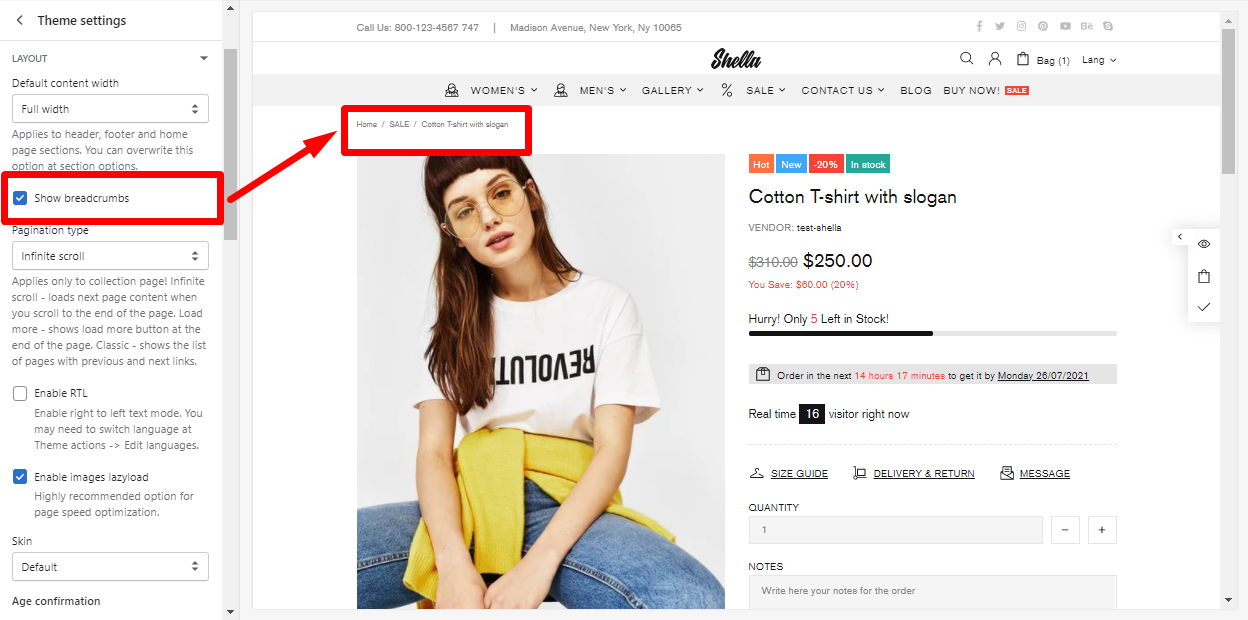 Theme settings
LAYOUT
Default content width
Full width
Applies to header, footer and home
page sections. You can overwrite this
option at section options.
Show breadcrumbs
Pagination type
Infinite scroll
Applies only to collection page! Infinite
scroll - loads next page content when
you scroll to the end of the page. Load
more - shows load more button at the
end of the page. Classic - shows the list
of pages with previous and next links.
Enable RTL
Enable right to left text mode. You
may need to switch language at
Theme actions -> Edit languages.
Enable images lazyload
Highly recommended option for
page speed optimization.
Skin
Default
Age confirmation
Call Us: 800-123-4567 747 | Madison Avenue, New York, Ny 10065
Shella
Bag (1) Lang
WOMEN'S MEN'S GALLERY % SALE CONTACT US BLOG BUY NOW! SALE
Home / SALE / Cotton T-shirt with slogan
REVOLUT
Hot New -20% In stock
Cotton T-shirt with slogan
VENDOR: test-shella
$310.00 $250.00
You Save: $60.00 (20%)
Hurry! Only 5 Left in Stock!
Order in the next 14 hours 17 minutes to get it by Monday 26/07/2021
Real time 16 visitor right now
SIZE GUIDE DELIVERY & RETURN MESSAGE
QUANTITY
1 − +
NOTES
Write here your notes for the order